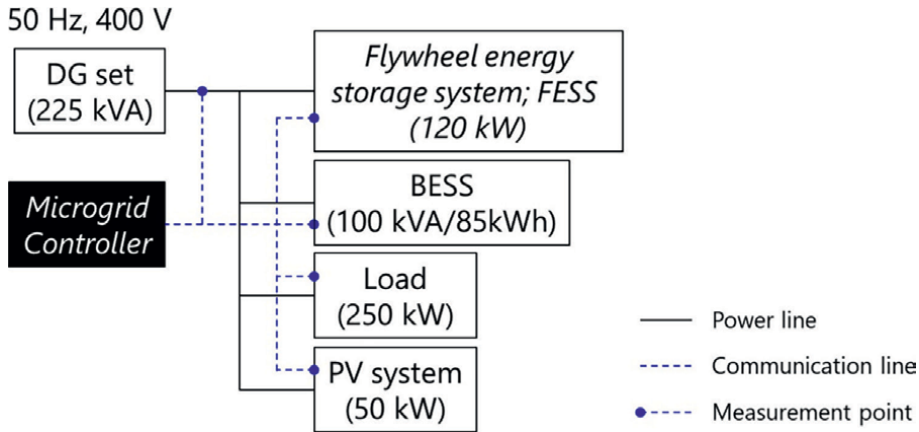 50 Hz, 400 V
DG set
(225 kVA)
Flywheel energy
storage system; FESS
(120 kW)
Microgrid
Controller
BESS
(100 kVA/85kWh)
Load
(250 kW)
PV system
(50 kW)
Power line
Communication line
Measurement point